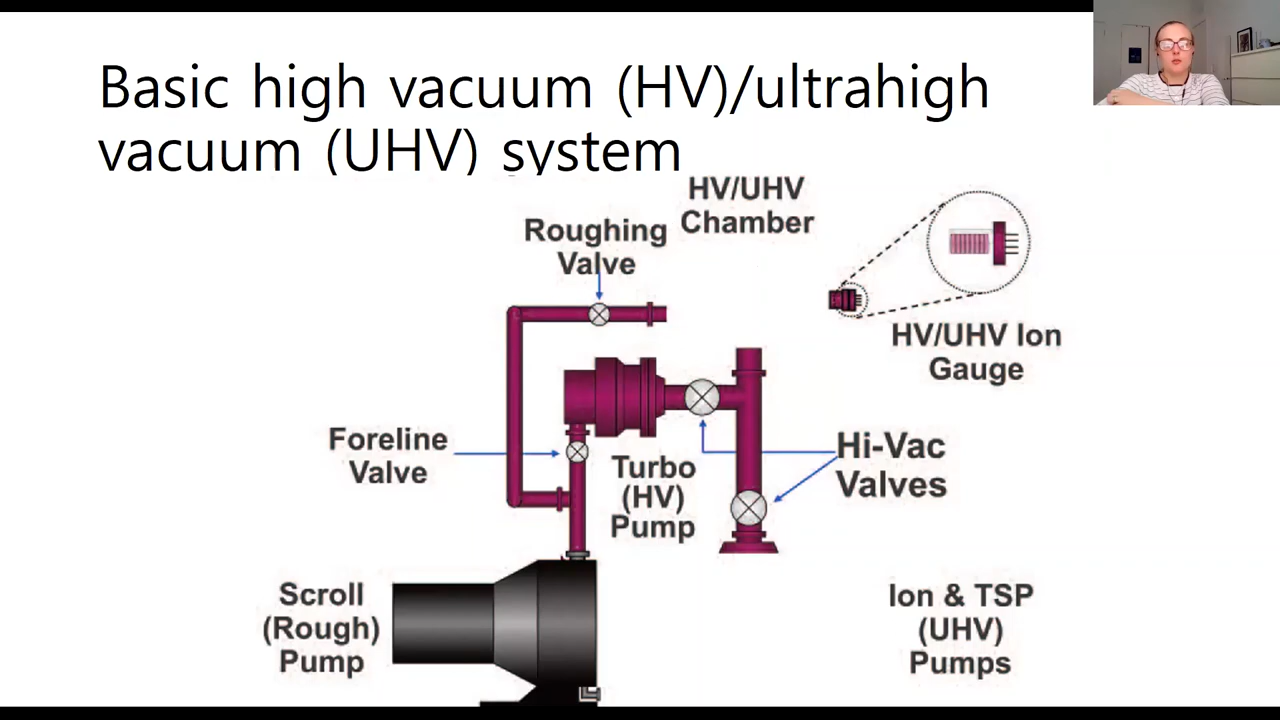 Basic high vacuum (HV)/ultrahigh
vacuum (UHV) system
HV/UHV
Chamber
Roughing
Valve
HV/UHV Ion
Gauge
Foreline
Valve
Turbo
(HV)
Pump
Hi-Vac
Valves
Scroll
(Rough)
Pump
Ion & TSP
(UHV)
Pumps